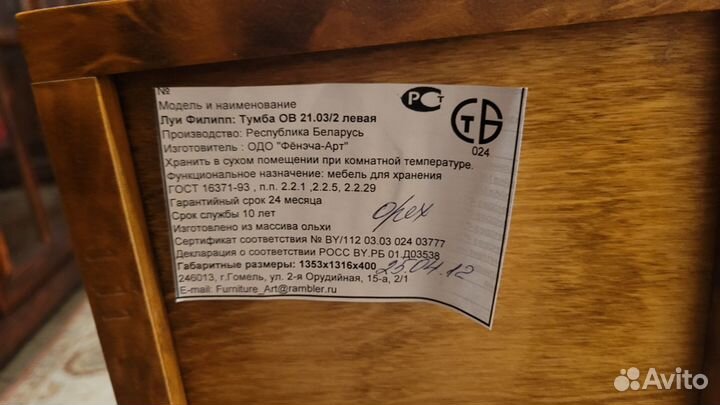 №
Модель и наименование
Луи Филипп: Тумба ОВ 21.03/2 левая
Производство: Республика Беларусь
Изготовитель : ОДО "Фёнэча-Арт"
Хранить в сухом помещении при комнатной температуре.
Функциональное назначение: мебель для хранения
ГОСТ 16371-93 , п.п. 2.2.1 ,2.2.5, 2.2.29
Гарантийный срок 24 месяца
Срок службы 10 лет
орех
Изготовлено из массива ольхи
Сертификат соответствия № BY/112 03.03 024 03777
Декларация о соответствии РОСС BY.РБ 01.Д03538
Габаритные размеры: 1353х1316х400
25.04.12
246013, г.Гомель, ул. 2-я Орудийная, 15-а, 2/1
E-mail: Furniture_Art@rambler.ru
РСТ
СТБ
024
Avito